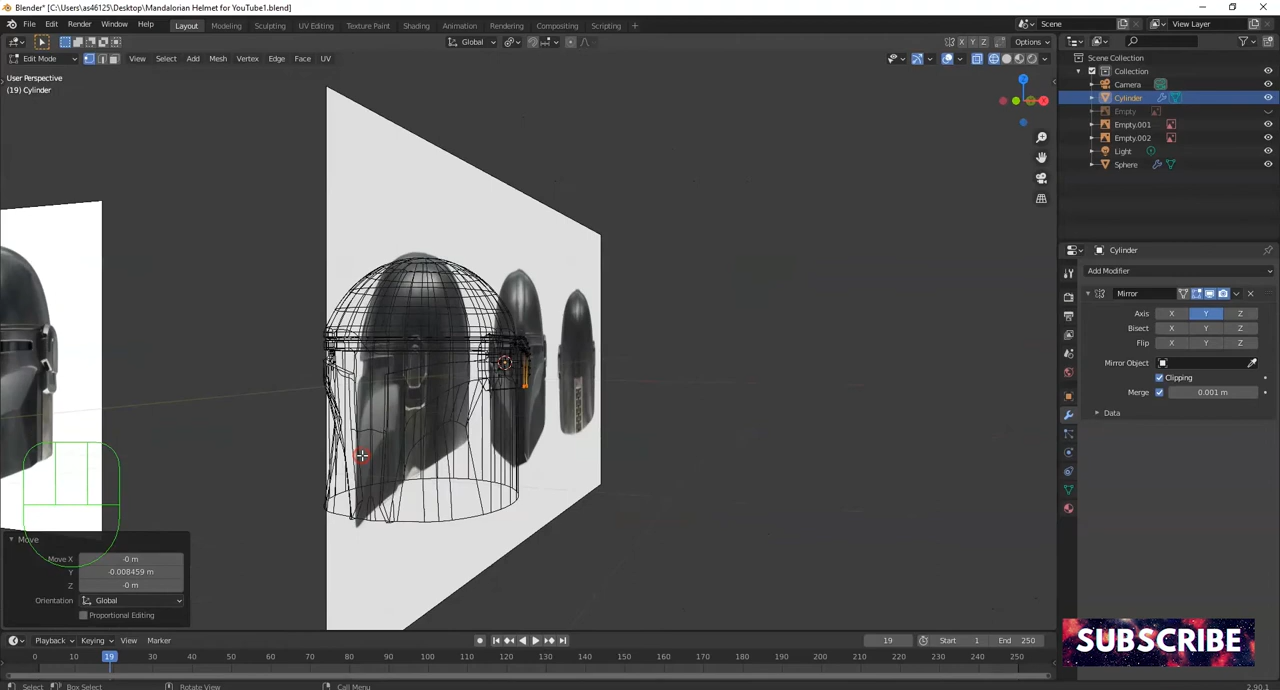 Blender* [C:\Users\as46125\Desktop\Mandalorian Helmet for YouTube1.blend]
File Edit Render Window Help Layout Modeling Sculpting UV Editing Texture Paint Shading Animation Rendering Compositing Scripting + Scene View Layer
Global X Y Z Options
Edit Mode View Select Add Mesh Vertex Edge Face UV
User Perspective
(19) Cylinder
Z
X
Scene Collection
Collection
Camera
Cylinder
Empty
Empty.001
Empty.002
Light
Sphere
Cylinder
Add Modifier
Mirror
Axis X Y Z
Bisect X Y Z
Flip X Y Z
Mirror Object
Clipping
Merge 0.001 m
Data
Move
Move X -0 m
Y -0.008459 m
Z -0 m
Orientation Global
Proportional Editing
SUBSCRIBE
Playback Keying View Marker 19 Start 1 End 250
0 10 19 30 40 50 60 70 80 90 100 110 120 130 140 150 160 170 180 190 200 210 220 230 240 250
Select Box Select Rotate View Call Menu 2.90.1